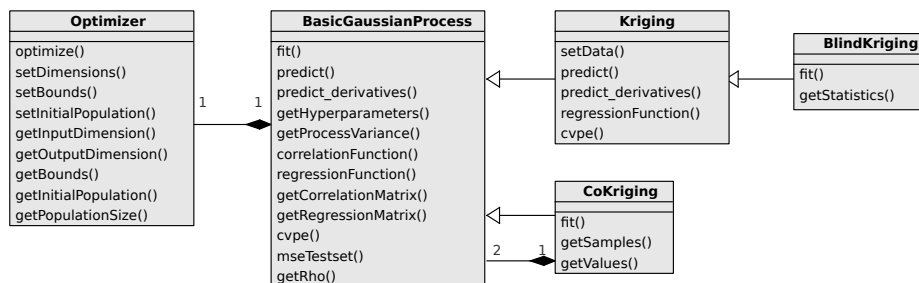 Optimizer
optimize()
setDimensions()
setBounds()
setInitialPopulation()
getInputDimension()
getOutputDimension()
getBounds()
getInitialPopulation()
getPopulationSize()
1
1
BasicGaussianProcess
fit()
predict()
predict_derivatives()
getHyperparameters()
getProcessVariance()
correlationFunction()
regressionFunction()
getCorrelationMatrix()
getRegressionMatrix()
cvpe()
mseTestset()
getRho()
Kriging
setData()
predict()
predict_derivatives()
regressionFunction()
cvpe()
BlindKriging
fit()
getStatistics()
2
1
CoKriging
fit()
getSamples()
getValues()